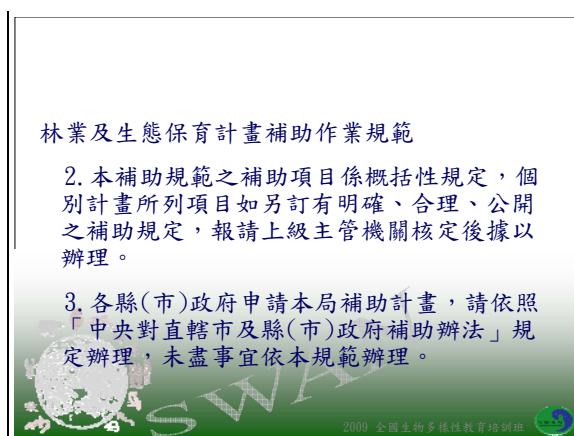 林業及生態保育計畫補助作業規範
2.本補助規範之補助項目係概括性規定，個
別計畫所列項目如另訂有明確、合理、公開
之補助規定，報請上級主管機關核定後據以
辦理。
3.各縣(市)政府申請本局補助計畫，請依照
「中央對直轄市及縣(市)政府補助辦法」規
定辦理，未盡事宜依本規範辦理。
SWAN
2009 全國生物多樣性教育培訓班